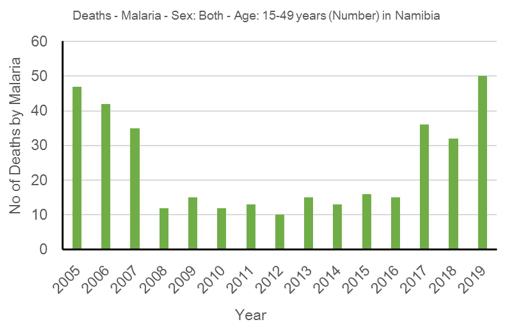 Deaths - Malaria - Sex: Both - Age: 15-49 years (Number) in Namibia
60
50
40
30
20
10
0
No of Deaths by Malaria
2005 2006 2007 2008 2009 2010 2011 2012 2013 2014 2015 2016 2017 2018 2019
Year